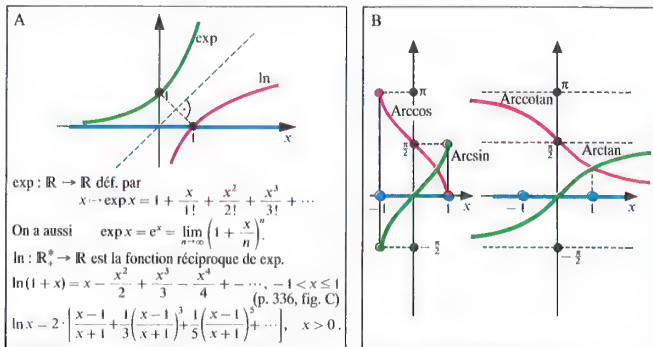 A
exp
ln
1
1
x
exp : ℝ → ℝ déf. par
x ↦ exp x = 1 + x/1! + x²/2! + x³/3! + ⋯
On a aussi exp x = eˣ = lim n→∞ (1 + x/n)ⁿ.
ln : ℝ*₊ → ℝ est la fonction réciproque de exp.
ln(1 + x) = x − x²/2 + x³/3 − x⁴/4 + − ⋯, −1 < x ≤ 1
(p. 336, fig. C)
ln x = 2 · [(x−1)/(x+1) + 1/3((x−1)/(x+1))³ + 1/5((x−1)/(x+1))⁵ + ⋯], x > 0.
B
π
Arccos
π/2
Arcsin
−1
1
x
−π/2
π
Arccotan
π/2
Arctan
−1
1
x
−π/2